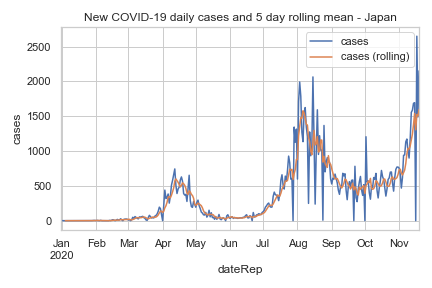 New COVID-19 daily cases and 5 day rolling mean - Japan
cases
cases (rolling)
2500
2000
1500
1000
500
0
cases
Jan Feb Mar Apr May Jun Jul Aug Sep Oct Nov
2020
dateRep